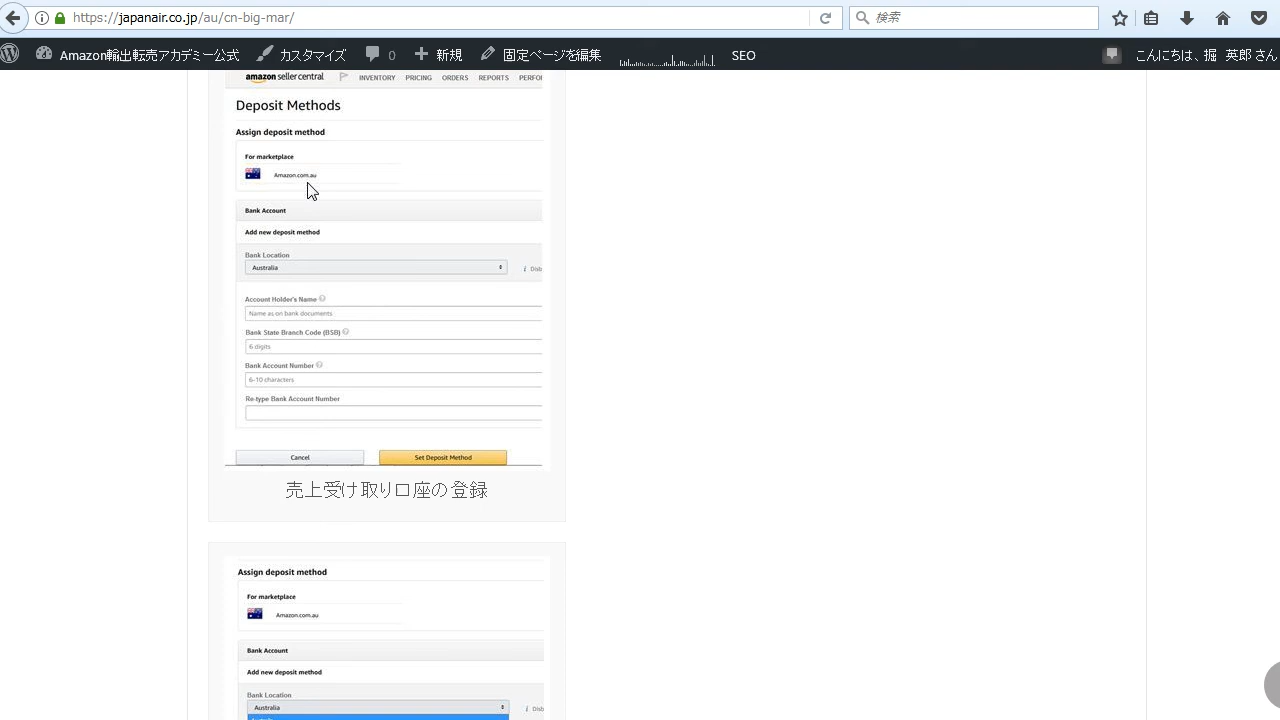 https://japanair.co.jp/au/cn-big-mar/
検索
Amazon輸出転売アカデミー公式 カスタマイズ 0 新規 固定ページを編集 SEO こんにちは、掘 英郎 さん
amazon seller central INVENTORY PRICING ORDERS REPORTS PERFO
Deposit Methods
Assign deposit method
For marketplace
Amazon.com.au
Bank Account
Add new deposit method
Bank Location
Australia
Disb
Account Holder's Name
Name as on bank documents
Bank State Branch Code (BSB)
6 digits
Bank Account Number
6-10 characters
Re-type Bank Account Number
Cancel Set Deposit Method
売上受け取り口座の登録
Assign deposit method
For marketplace
Amazon.com.au
Bank Account
Add new deposit method
Bank Location
Australia
Disb